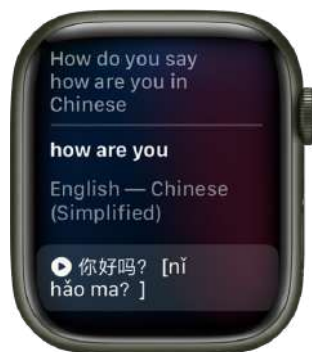 How do you say
how are you in
Chinese
how are you
English — Chinese
(Simplified)
你好吗? [nǐ
hǎo ma? ]